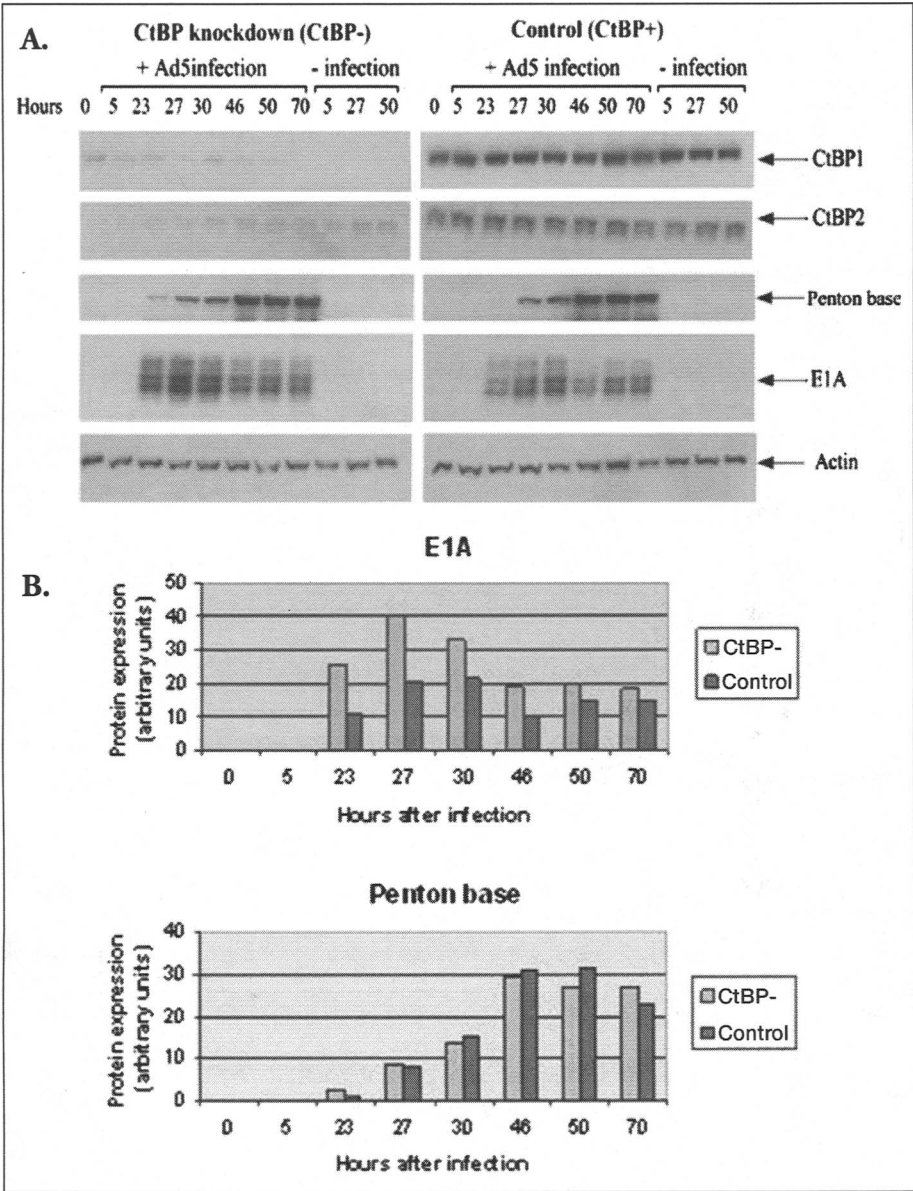 A.
CtBP knockdown (CtBP-)
Control (CtBP+)
+ Ad5infection
- infection
+ Ad5 infection
- infection
Hours 0 5 23 27 30 46 50 70 5 27 50
0 5 23 27 30 46 50 70 5 27 50
CtBP1
CtBP2
Penton base
E1A
Actin
B.
E1A
Protein expression
(arbitrary units)
50
40
30
20
10
0
0 5 23 27 30 46 50 70
Hours after infection
CtBP-
Control
Penton base
Protein expression
(arbitrary units)
40
30
20
10
0
0 5 23 27 30 46 50 70
Hours after infection
CtBP-
Control